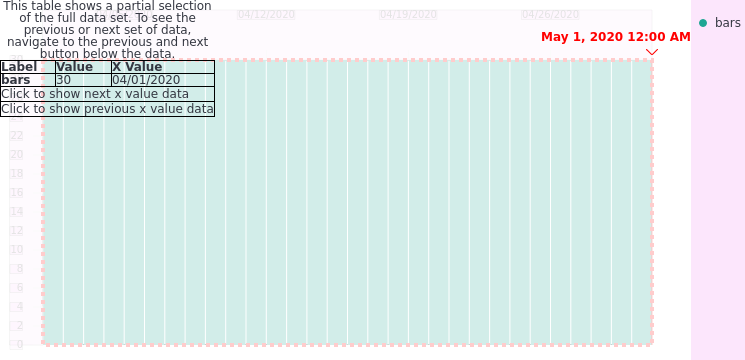 This table shows a partial selection
of the full data set. To see the
previous or next set of data,
navigate to the previous and next
button below the data.
Label Value X Value
bars 30 04/01/2020
Click to show next x value data
Click to show previous x value data
04/12/2020 04/19/2020 04/26/2020
May 1, 2020 12:00 AM
bars
22
20
18
16
14
12
10
8
6
4
2
0